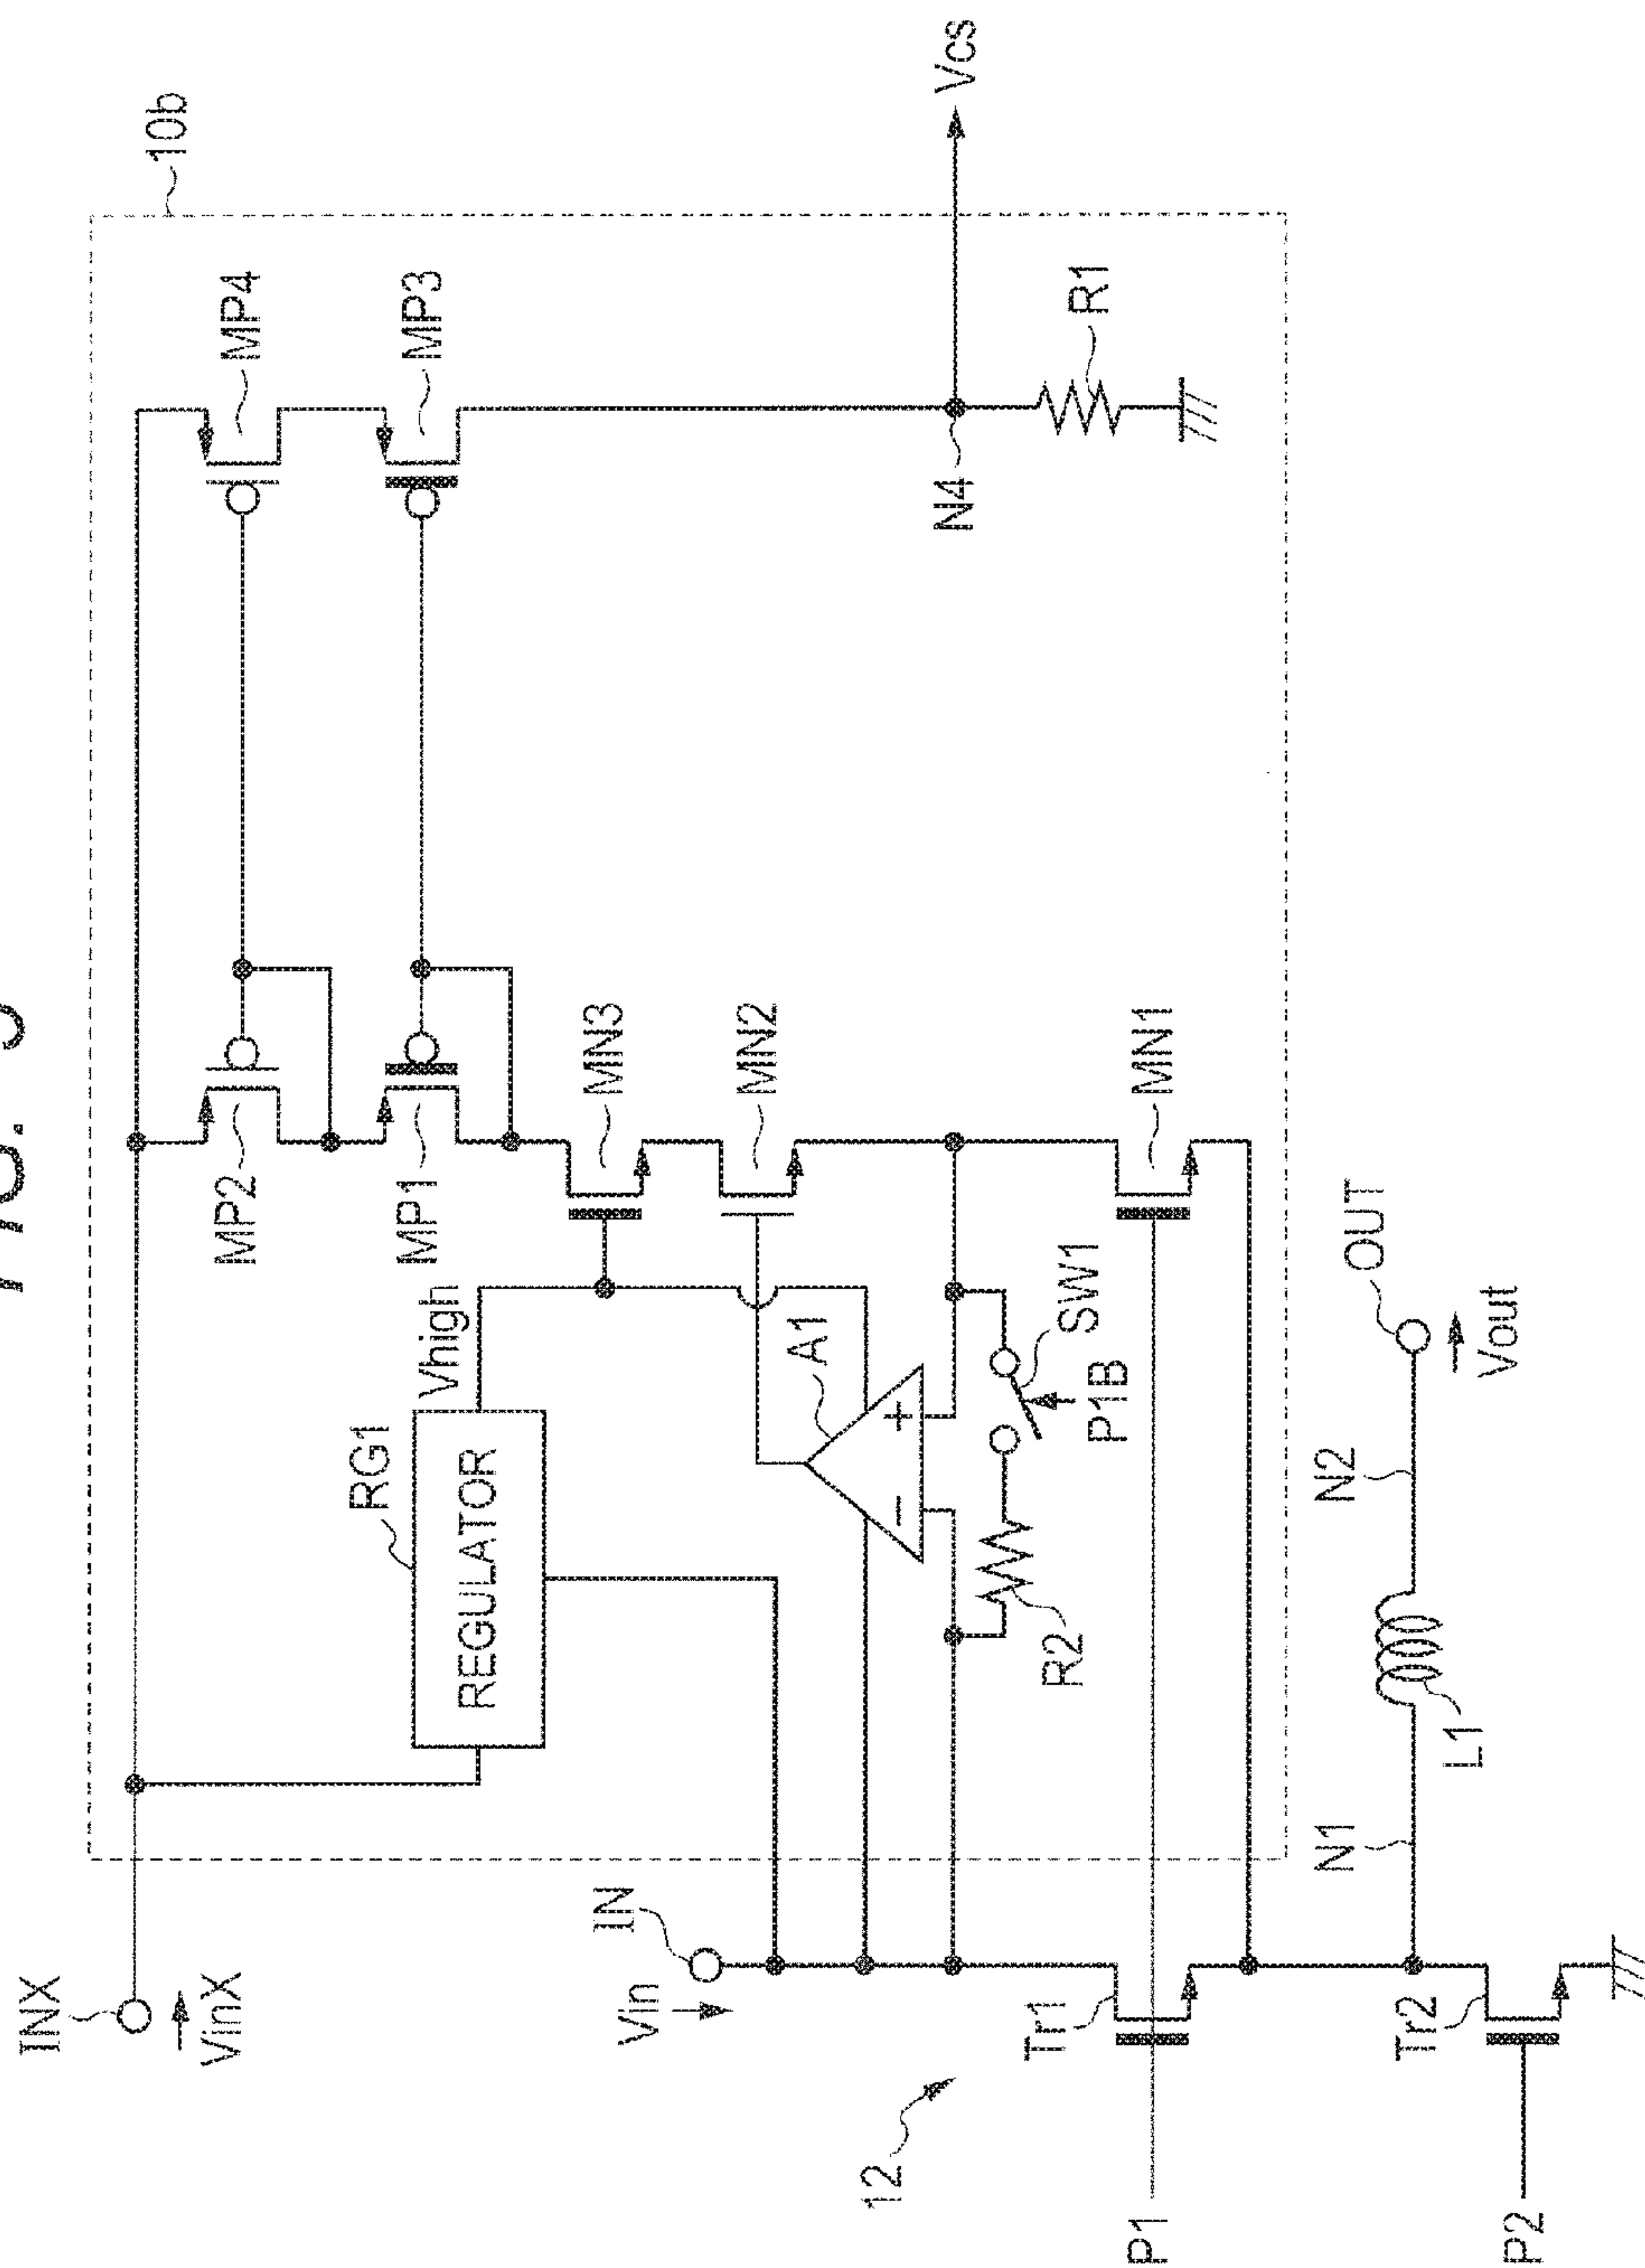 10b
INX
VinX
MP2
MP4
MP1
MP3
RG1
REGULATOR
Vhigh
MN3
MN2
A1
IN
Vin
N4
Vcs
R2
SW1
P1B
12
Tr1
MN1
R1
P1
N1
L1
N2
OUT
Vout
Tr2
P2